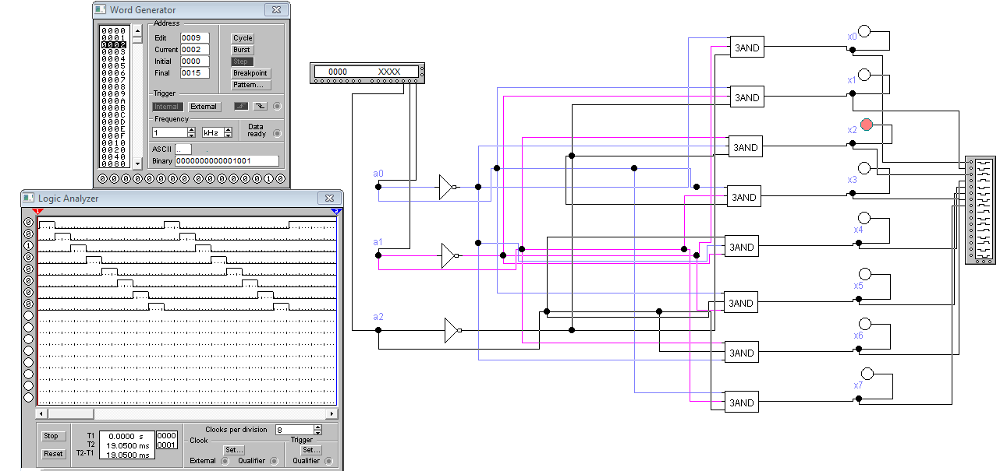 Word Generator
0000
0001
0002
0003
0004
0005
0006
0007
0008
0009
000A
000B
000C
000D
000E
000F
0010
0020
0040
0080
Address
Edit 0009
Current 0002
Initial 0000
Final 0015
Cycle
Burst
Step
Breakpoint
Pattern...
Trigger
Internal External
Frequency
1 kHz
Data
ready
ASCII .. .
Binary 0000000000001001
0 0 0 0 0 0 0 0 0 0 0 0 0 0 1 0
Logic Analyzer
1 2
0
0
1
0
0
0
0
0
Stop
Reset
T1 0.0000 s 0000
T2 19.0500 ms 0001
T2-T1 19.0500 ms
Clocks per division 8
Clock
Set...
External Qualifier
Trigger
Set...
Qualifier
0000 XXXX
a0
a1
a2
3AND
3AND
3AND
3AND
3AND
3AND
3AND
3AND
x0
x1
x2
x3
x4
x5
x6
x7